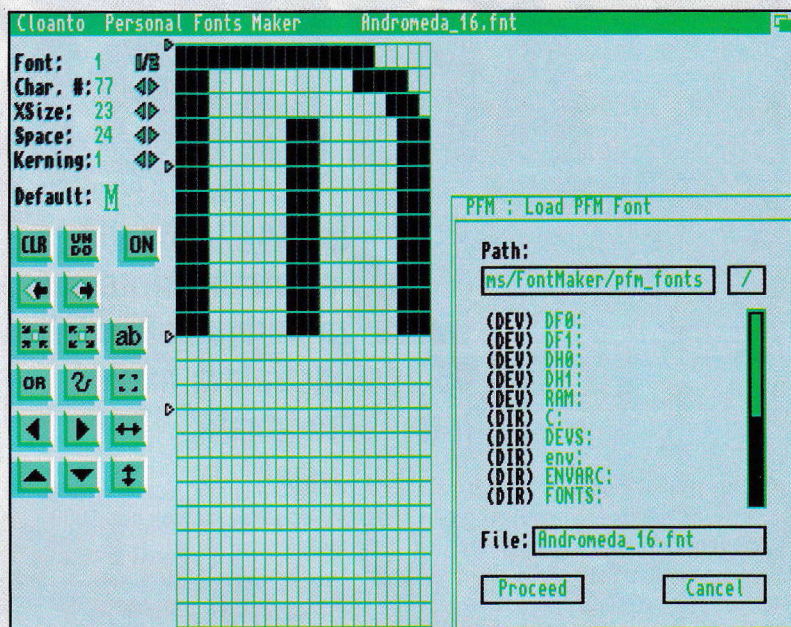 Cloanto Personal Fonts Maker Andromeda_16.fnt
Font: 1 1/2
Char. #:77
XSize: 23
Space: 24
Kerning:1
Default: M
CLR UNDO ON
ab
OR
PFM : Load PFM Font
Path:
ms/FontMaker/pfm_fonts /
(DEV) DF0:
(DEV) DF1:
(DEV) DH0:
(DEV) DH1:
(DEV) RAM:
(DIR) C:
(DIR) DEVS:
(DIR) env:
(DIR) ENVARC:
(DIR) FONTS:
File: Andromeda_16.fnt
Proceed Cancel